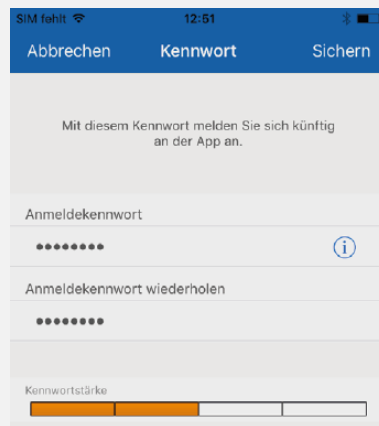 SIM fehlt 12:51
Abbrechen Kennwort Sichern
Mit diesem Kennwort melden Sie sich künftig
an der App an.
Anmeldekennwort
••••••••
Anmeldekennwort wiederholen
••••••••
Kennwortstärke